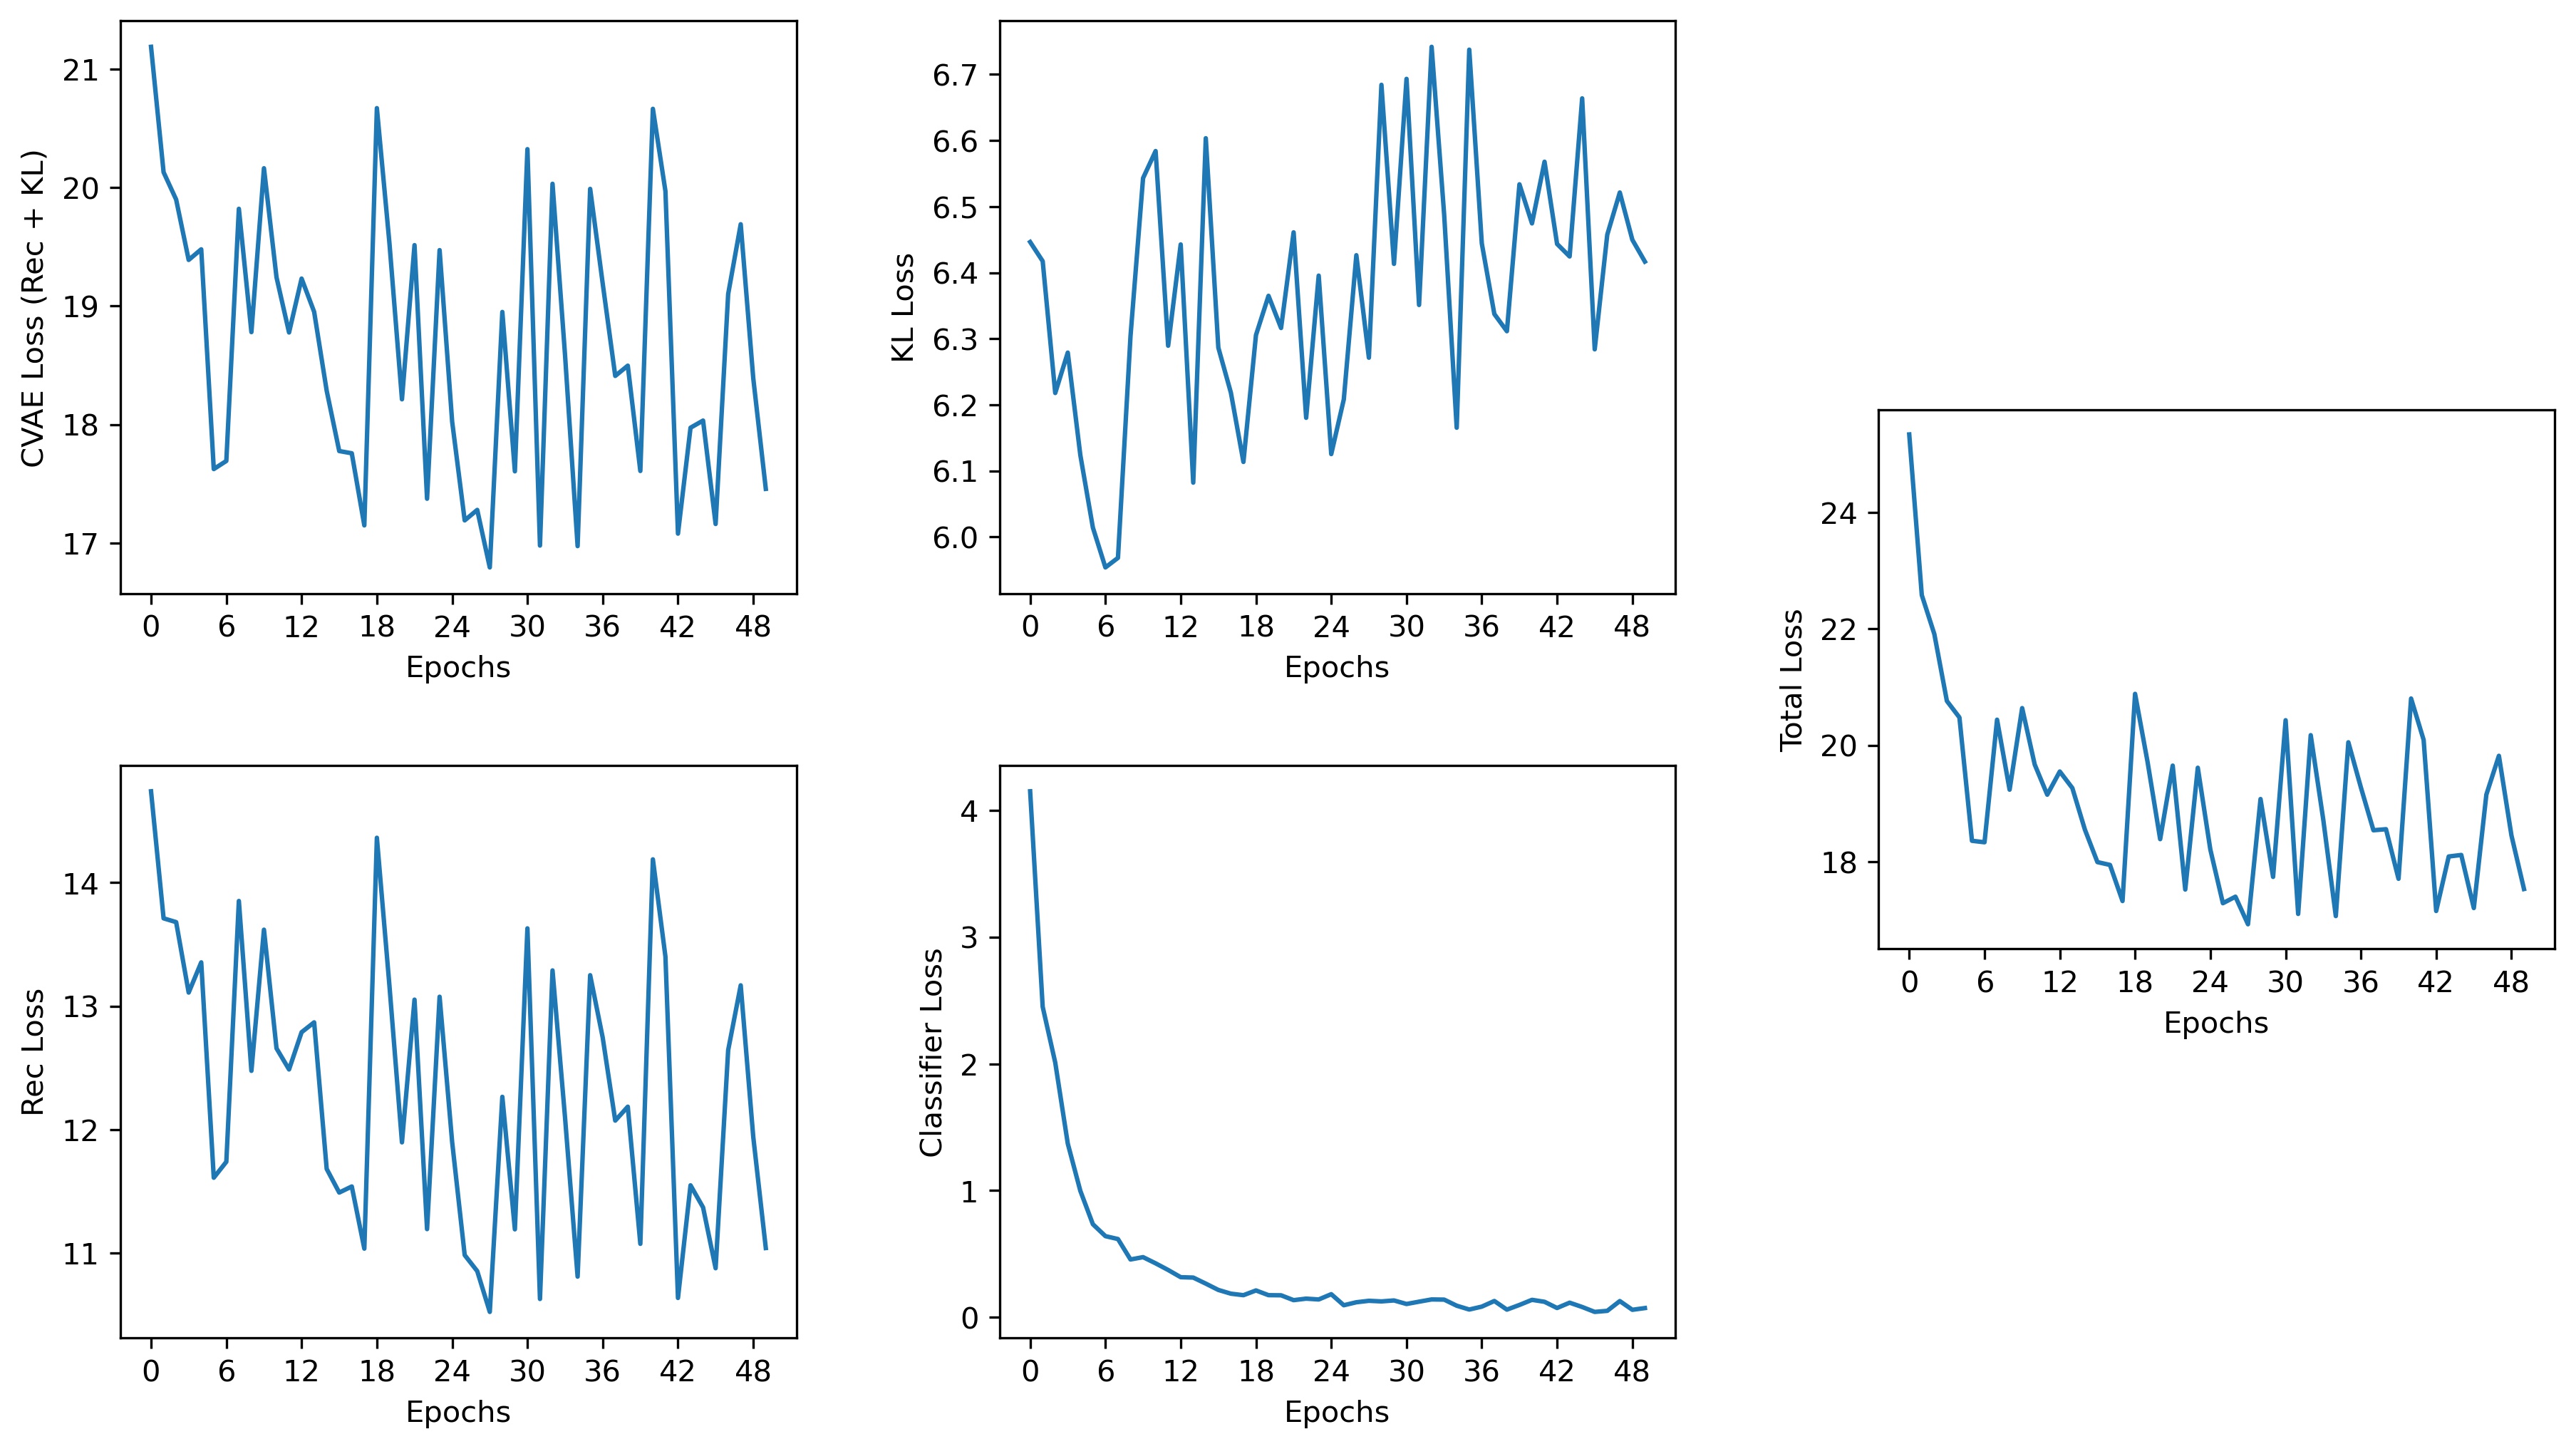 CVAE Loss (Rec + KL)
21
20
19
18
17
0 6 12 18 24 30 36 42 48
Epochs
KL Loss
6.7
6.6
6.5
6.4
6.3
6.2
6.1
6.0
0 6 12 18 24 30 36 42 48
Epochs
Rec Loss
14
13
12
11
0 6 12 18 24 30 36 42 48
Epochs
Classifier Loss
4
3
2
1
0
0 6 12 18 24 30 36 42 48
Epochs
Total Loss
24
22
20
18
0 6 12 18 24 30 36 42 48
Epochs